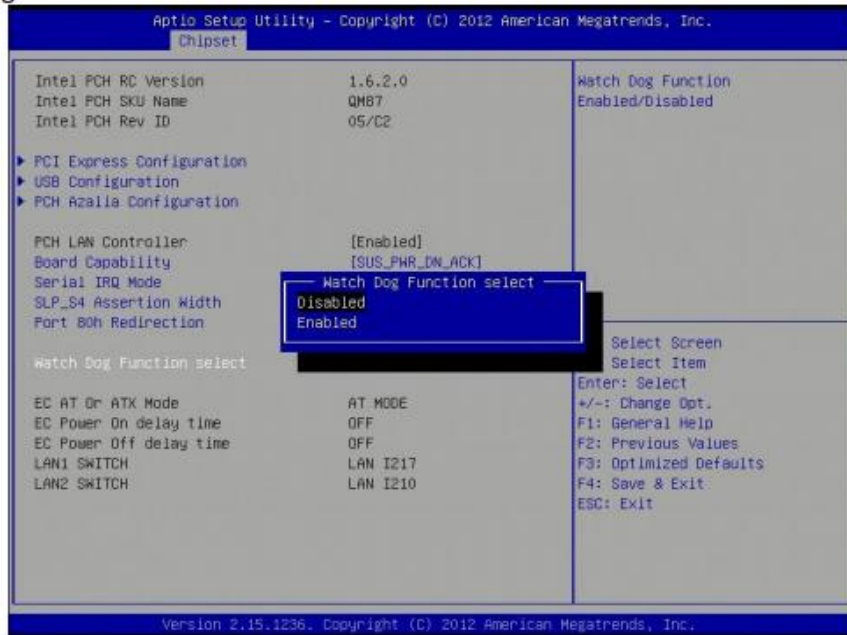 Aptio Setup Utility - Copyright (C) 2012 American Megatrends, Inc.
Chipset
Intel PCH RC Version 1.6.2.0
Intel PCH SKU Name QM87
Intel PCH Rev ID 05/C2
PCI Express Configuration
USB Configuration
PCH Azalia Configuration
PCH LAN Controller [Enabled]
Board Capability [SUS_PWR_DN_ACK]
Serial IRQ Mode
SLP_S4 Assertion Width
Port 80h Redirection
Watch Dog Function select
Disabled
Enabled
Watch Dog Function select
EC AT Or ATX Mode AT MODE
EC Power On delay time OFF
EC Power Off delay time OFF
LAN1 SWITCH LAN I217
LAN2 SWITCH LAN I210
Watch Dog Function
Enabled/Disabled
Select Screen
Select Item
Enter: Select
+/-: Change Opt.
F1: General Help
F2: Previous Values
F3: Optimized Defaults
F4: Save & Exit
ESC: Exit
Version 2.15.1236. Copyright (C) 2012 American Megatrends, Inc.